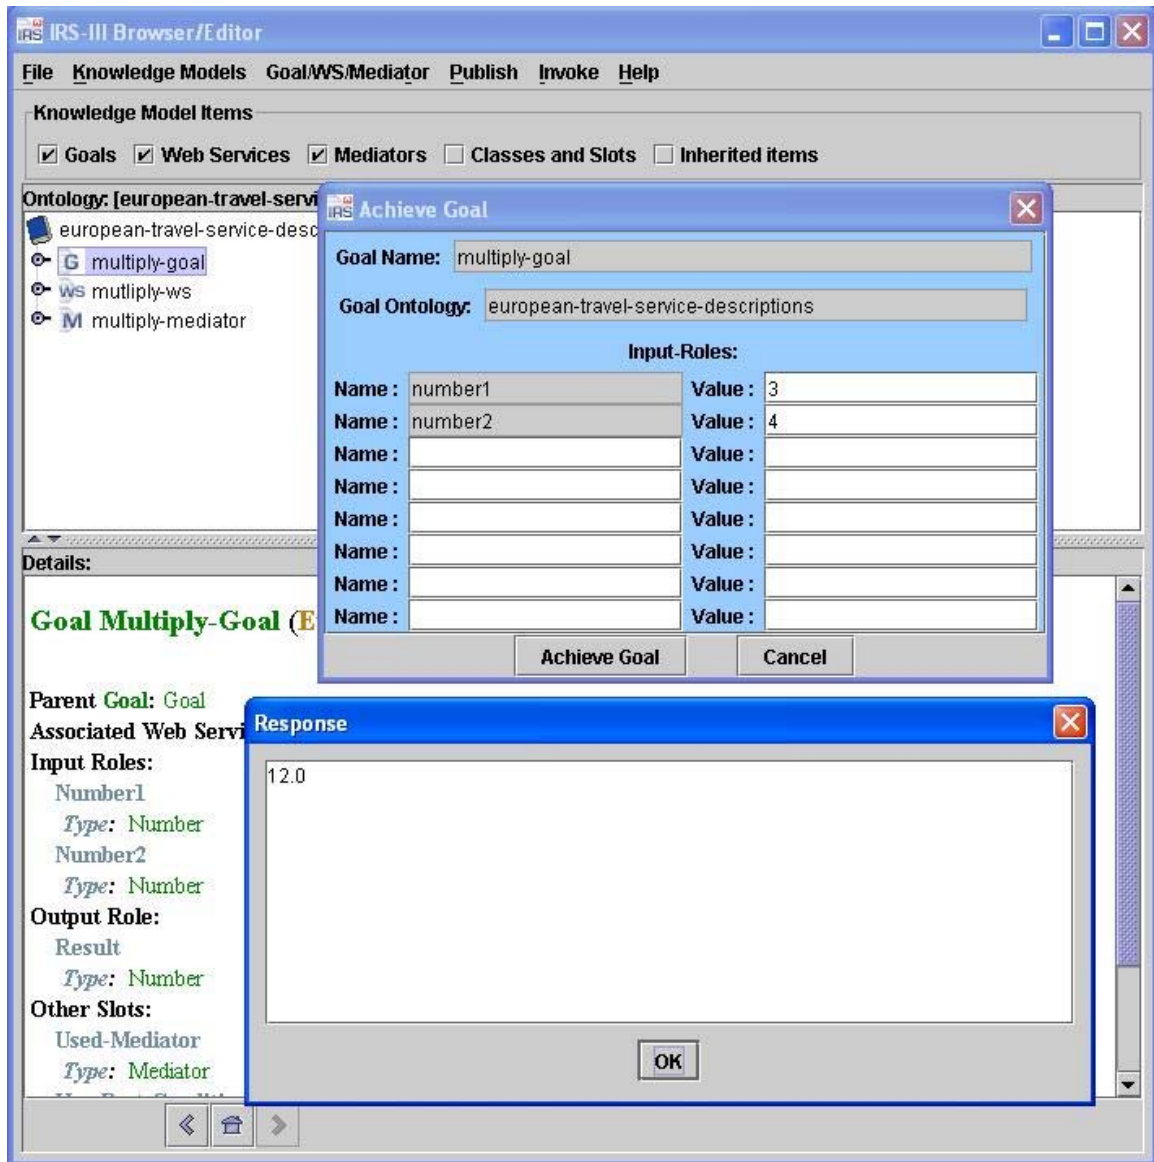 IRS-III Browser/Editor
File Knowledge Models Goal/WS/Mediator Publish Invoke Help
Knowledge Model Items
Goals Web Services Mediators Classes and Slots Inherited items
Ontology: [european-travel-servi
european-travel-service-desc
G multiply-goal
WS mutliply-ws
M multiply-mediator
IRS Achieve Goal
Goal Name: multiply-goal
Goal Ontology: european-travel-service-descriptions
Input-Roles:
Name : number1 Value : 3
Name : number2 Value : 4
Name : Value :
Name : Value :
Name : Value :
Name : Value :
Name : Value :
Name : Value :
Achieve Goal Cancel
Details:
Goal Multiply-Goal (E
Parent Goal: Goal
Associated Web Servi
Input Roles:
Number1
Type: Number
Number2
Type: Number
Output Role:
Result
Type: Number
Other Slots:
Used-Mediator
Type: Mediator
Response
12.0
OK